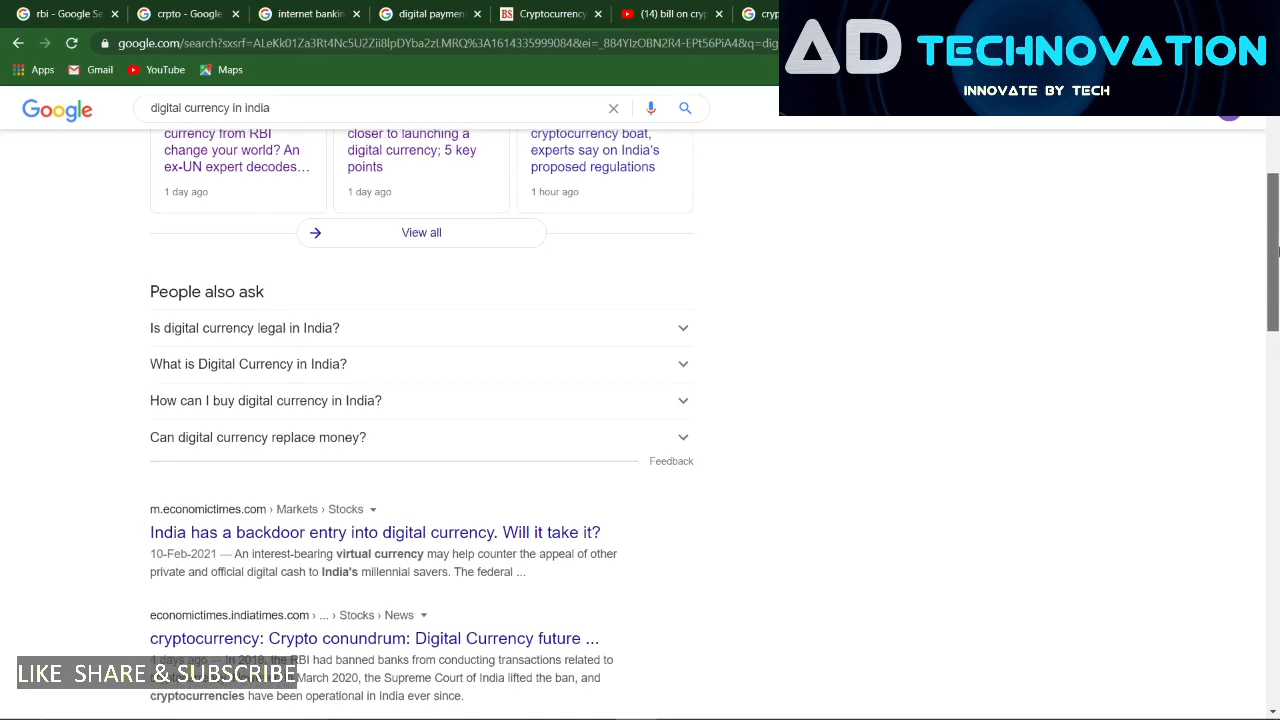 rbi - Go
Google
internet b
Google
digital paymen
Cryptocurrency
(14) bill on cryp
cryp
google.com/search?sxsrf=ALeKk01Za3Rt4Nc5U2Zii8lpDYba2zLMRQ%3A1614335999084&ei=_884YIzOBN2R4-EPt56PiA4&q=dig
Apps
Gmail
YouTube
Maps
AD TECHNOVATION
INNOVATE BY TECH
Google
digital currency in india
currency from RBI
change your world? An
ex-UN expert decodes…
1 day ago
closer to launching a
digital currency; 5 key
points
1 day ago
cryptocurrency boat,
experts say on India's
proposed regulations
1 hour ago
View all
People also ask
Is digital currency legal in India?
What is Digital Currency in India?
How can I buy digital currency in India?
Can digital currency replace money?
Feedback
m.economictimes.com › Markets › Stocks
India has a backdoor entry into digital currency. Will it take it?
10-Feb-2021 — An interest-bearing virtual currency may help counter the appeal of other
private and official digital cash to India's millennial savers. The federal ...
economictimes.indiatimes.com › ... › Stocks › News
cryptocurrency: Crypto conundrum: Digital Currency future ...
4 days ago — In 2018, the RBI had banned banks from conducting transactions related to
March 2020, the Supreme Court of India lifted the ban, and
cryptocurrencies have been operational in India ever since.
LIKE SHARE & SUBSCRIBE